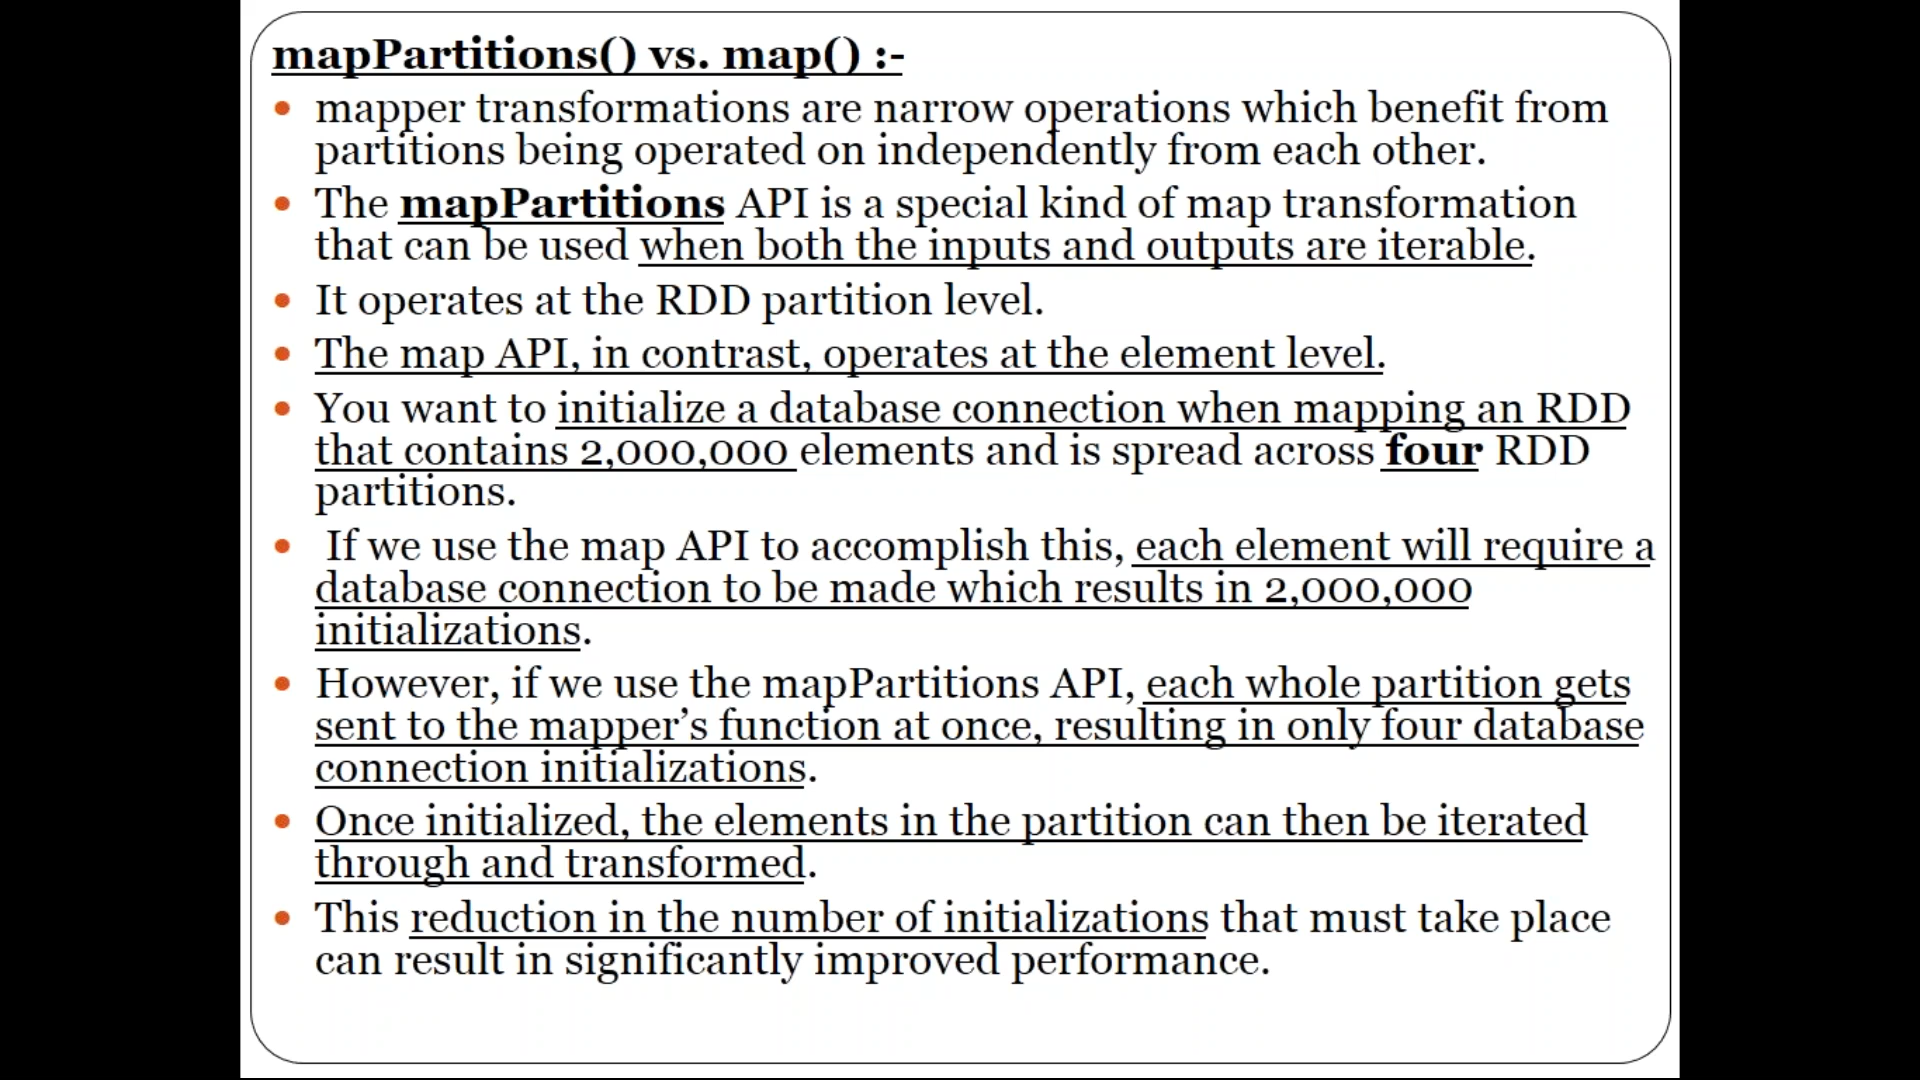 mapPartitions() vs. map() :-
• mapper transformations are narrow operations which benefit from
partitions being operated on independently from each other.
• The mapPartitions API is a special kind of map transformation
that can be used when both the inputs and outputs are iterable.
• It operates at the RDD partition level.
• The map API, in contrast, operates at the element level.
• You want to initialize a database connection when mapping an RDD
that contains 2,000,000 elements and is spread across four RDD
partitions.
• If we use the map API to accomplish this, each element will require a
database connection to be made which results in 2,000,000
initializations.
• However, if we use the mapPartitions API, each whole partition gets
sent to the mapper’s function at once, resulting in only four database
connection initializations.
• Once initialized, the elements in the partition can then be iterated
through and transformed.
• This reduction in the number of initializations that must take place
can result in significantly improved performance.